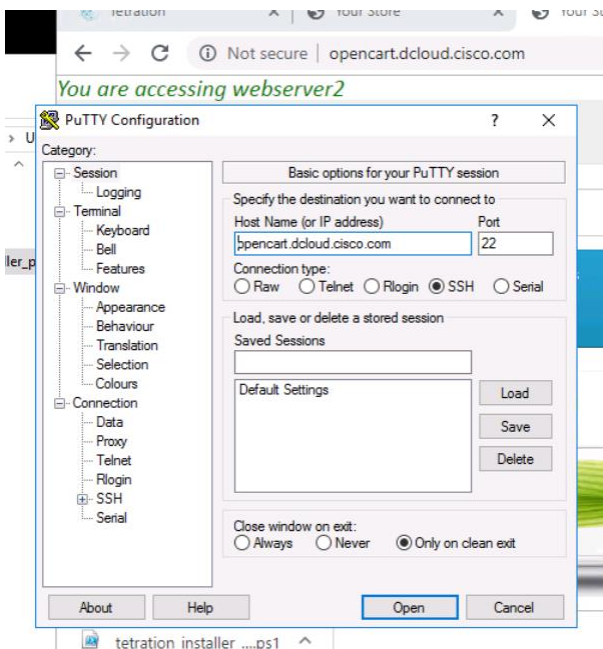 Tetration
Your Store
Your St
Not secure | opencart.dcloud.cisco.com
You are accessing webserver2
PuTTY Configuration
? ×
U
ller_p
Category:
Session
Logging
Terminal
Keyboard
Bell
Features
Window
Appearance
Behaviour
Translation
Selection
Colours
Connection
Data
Proxy
Telnet
Rlogin
SSH
Serial
Basic options for your PuTTY session
Specify the destination you want to connect to
Host Name (or IP address) Port
opencart.dcloud.cisco.com 22
Connection type:
Raw Telnet Rlogin SSH Serial
Load, save or delete a stored session
Saved Sessions
Default Settings
Load
Save
Delete
Close window on exit:
Always Never Only on clean exit
About Help Open Cancel
tetration_installer_....ps1